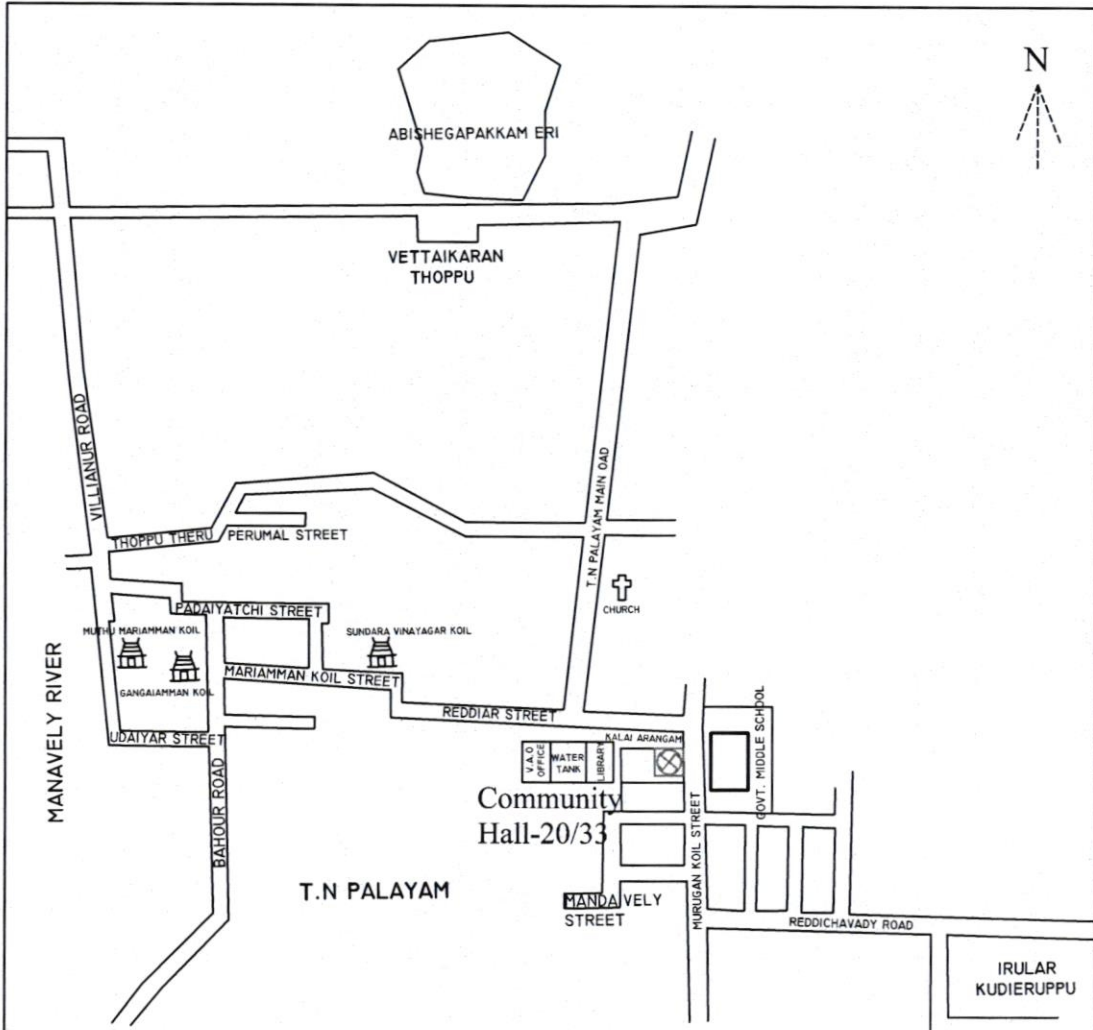 N
ABISHEGAPAKKAM ERI
VETTAIKARAN
THOPPU
VILLIANUR ROAD
T.N PALAYAM MAIN OAD
THOPPU THERU
PERUMAL STREET
CHURCH
PADAIYATCHI STREET
MUTHU MARIAMMAN KOIL
SUNDARA VINAYAGAR KOIL
GANGAIAMMAN KOIL
MARIAMMAN KOIL STREET
MANAVELY RIVER
REDDIAR STREET
UDAIYAR STREET
KALAI ARANGAM
V.A.O
OFFICE
WATER
TANK
LIBRARY
GOVT. MIDDLE SCHOOL
BAHOUR ROAD
Community
Hall-20/33
MURUGAN KOIL STREET
T.N PALAYAM
MANDAIVELY
STREET
REDDICHAVADY ROAD
IRULAR
KUDIERUPPU